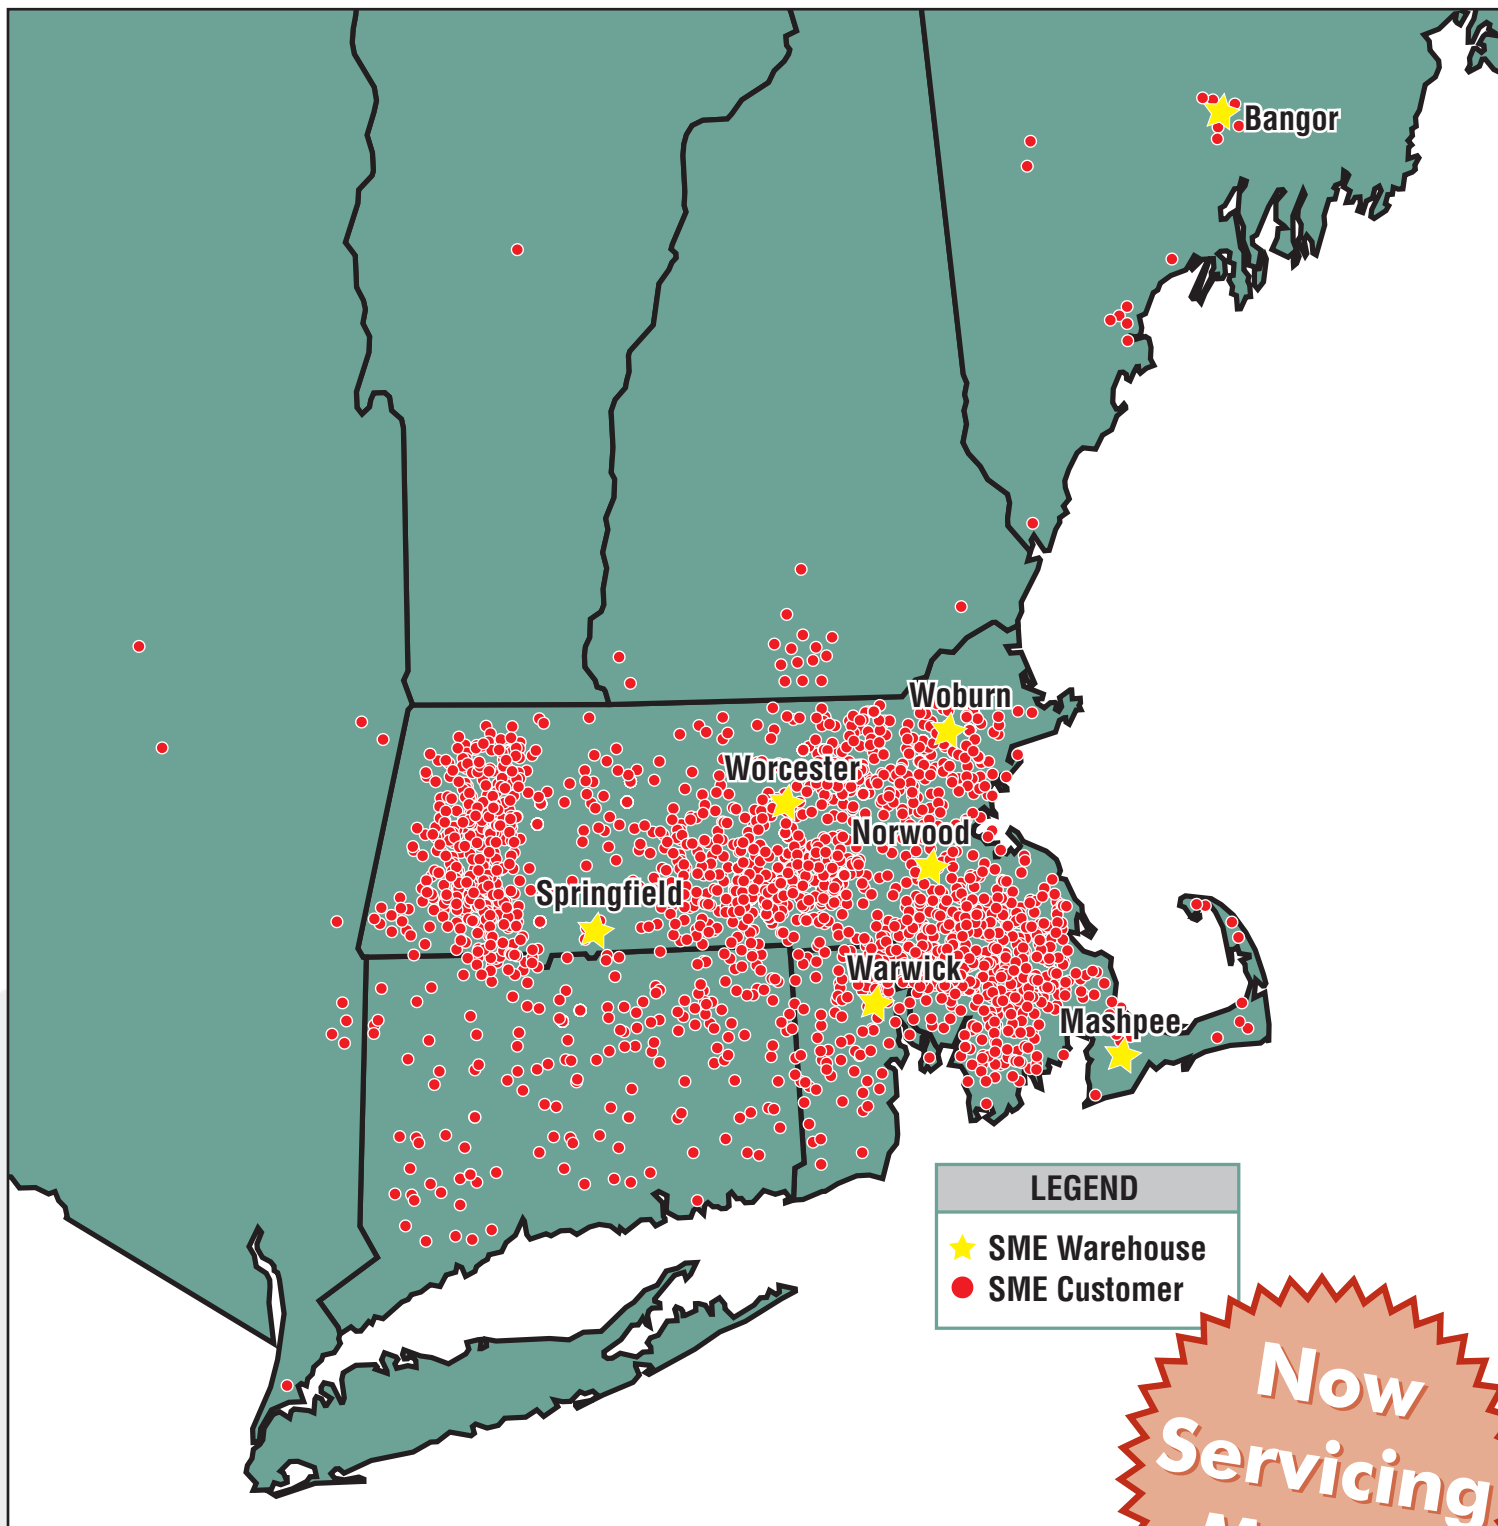 Bangor
Woburn
Worcester
Norwood
Springfield
Warwick
Mashpee
LEGEND
SME Warehouse
SME Customer
Now
Servicing